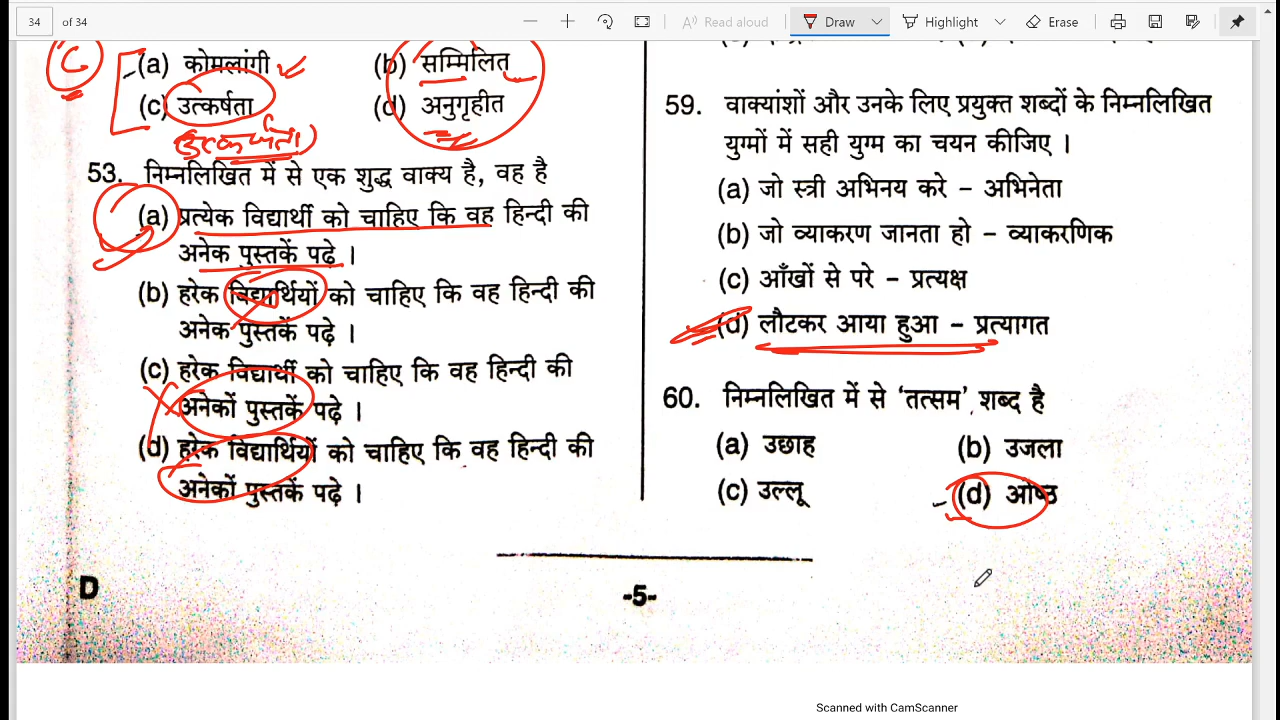 34 of 34
Read aloud
Draw
Highlight
Erase
C
(a) कोमलांगी (b) सम्मिलित
(c) उत्कर्षता (d) अनुगृहीत
53. निम्नलिखित में से एक शुद्ध वाक्य है, वह है
(a) प्रत्येक विद्यार्थी को चाहिए कि वह हिन्दी की
अनेक पुस्तकें पढ़े ।
(b) हरेक विद्यार्थियों को चाहिए कि वह हिन्दी की
अनेक पुस्तकें पढ़े ।
(c) हरेक विद्यार्थी को चाहिए कि वह हिन्दी की
अनेकों पुस्तकें पढ़े ।
(d) हरेक विद्यार्थियों को चाहिए कि वह हिन्दी की
अनेकों पुस्तकें पढ़े ।
59. वाक्यांशों और उनके लिए प्रयुक्त शब्दों के निम्नलिखित
युग्मों में सही युग्म का चयन कीजिए ।
(a) जो स्त्री अभिनय करे – अभिनेता
(b) जो व्याकरण जानता हो – व्याकरणिक
(c) आँखों से परे – प्रत्यक्ष
(d) लौटकर आया हुआ – प्रत्यागत
60. निम्नलिखित में से ‘तत्सम’ शब्द है
(a) उछाह (b) उजला
(c) उल्लू (d) ओष्ठ
D
-5-
Scanned with CamScanner